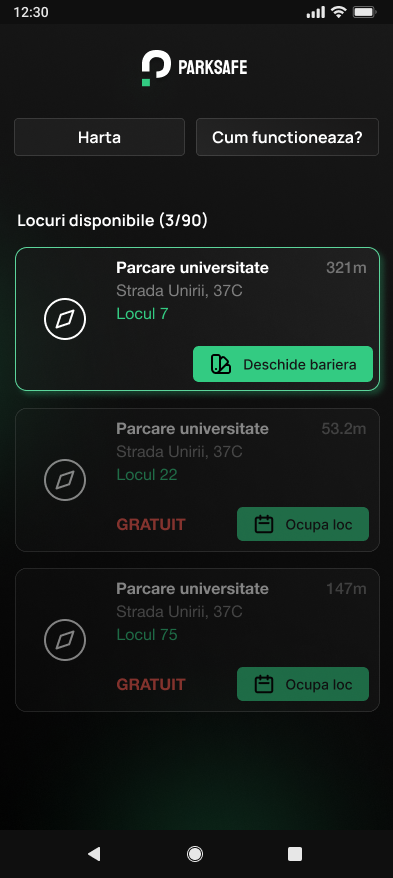 12:30
PARKSAFE
Harta
Cum functioneaza?
Locuri disponibile (3/90)
Parcare universitate 321m
Strada Unirii, 37C
Locul 7
Deschide bariera
Parcare universitate 53.2m
Strada Unirii, 37C
Locul 22
GRATUIT Ocupa loc
Parcare universitate 147m
Strada Unirii, 37C
Locul 75
GRATUIT Ocupa loc